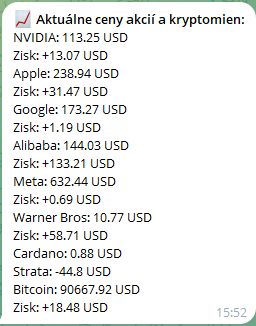 📈 Aktuálne ceny akcií a kryptomien:
NVIDIA: 113.25 USD
Zisk: +13.07 USD
Apple: 238.94 USD
Zisk: +31.47 USD
Google: 173.27 USD
Zisk: +1.19 USD
Alibaba: 144.03 USD
Zisk: +133.21 USD
Meta: 632.44 USD
Zisk: +0.69 USD
Warner Bros: 10.77 USD
Zisk: +58.71 USD
Cardano: 0.88 USD
Strata: -44.8 USD
Bitcoin: 90667.92 USD
Zisk: +18.48 USD
15:52